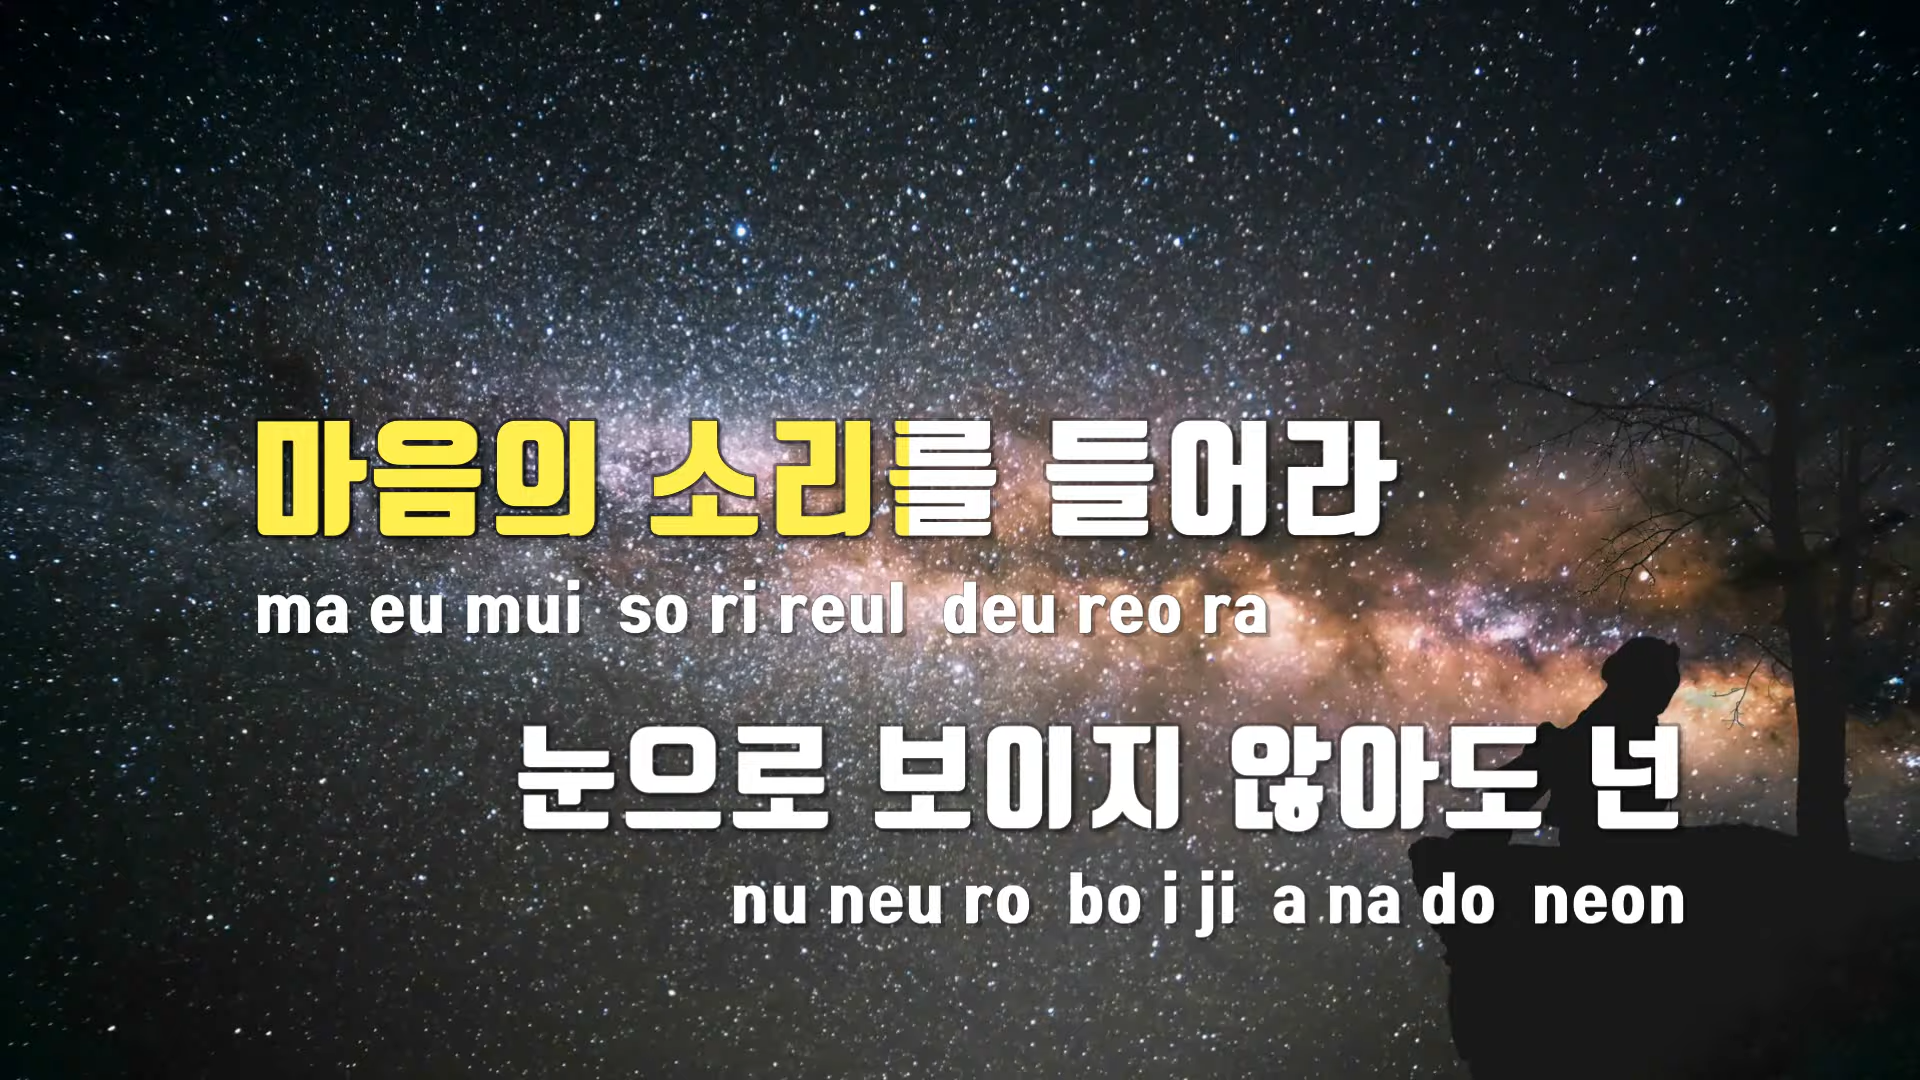 마음의 소리를 들어라
ma eu mui so ri reul deu reo ra
눈으로 보이지 않아도 넌
nu neu ro bo i ji a na do neon